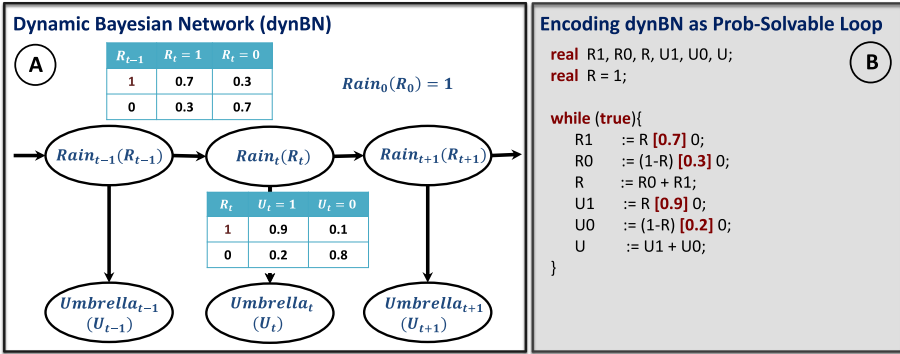 Dynamic Bayesian Network (dynBN)
A
R_{t-1} R_t = 1 R_t = 0
1 0.7 0.3
0 0.3 0.7
Rain_0(R_0) = 1
Rain_{t-1}(R_{t-1})
Rain_t(R_t)
Rain_{t+1}(R_{t+1})
R_t U_t = 1 U_t = 0
1 0.9 0.1
0 0.2 0.8
Umbrella_{t-1}
(U_{t-1})
Umbrella_t
(U_t)
Umbrella_{t+1}
(U_{t+1})
Encoding dynBN as Prob-Solvable Loop
B
real R1, R0, R, U1, U0, U;
real R = 1;
while (true){
R1 := R [0.7] 0;
R0 := (1-R) [0.3] 0;
R := R0 + R1;
U1 := R [0.9] 0;
U0 := (1-R) [0.2] 0;
U := U1 + U0;
}